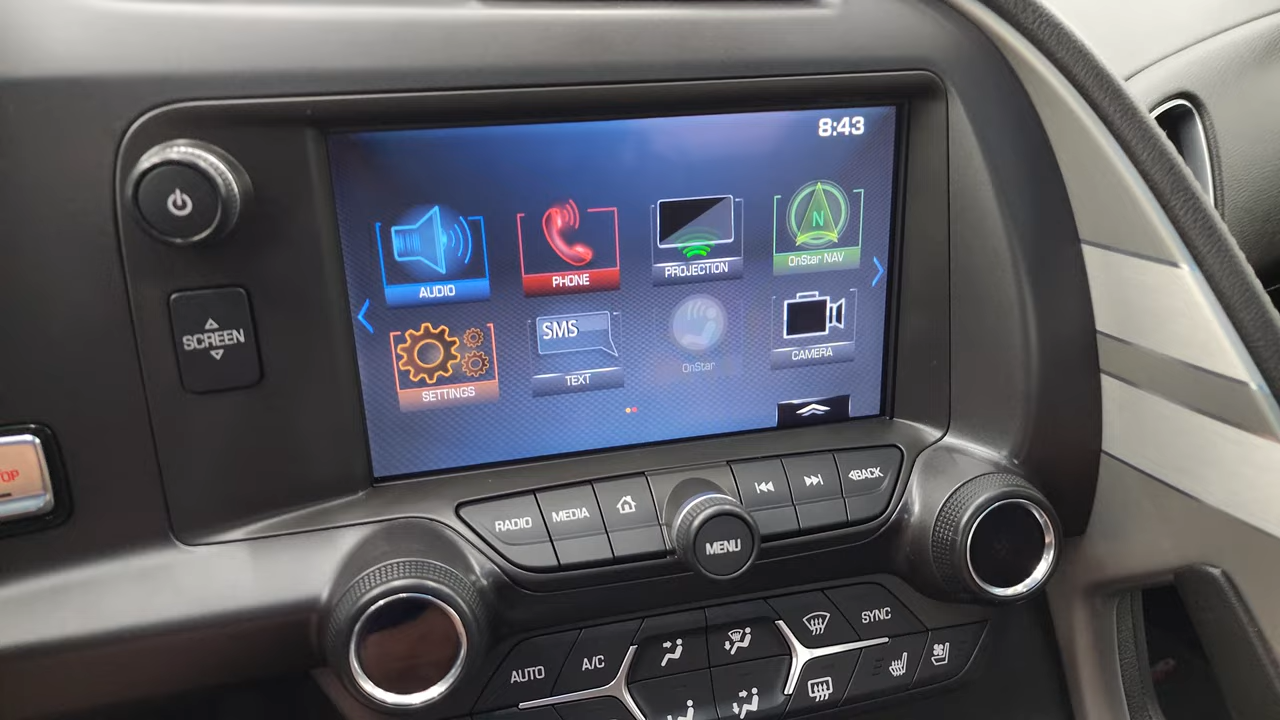 8:43
AUDIO
PHONE
PROJECTION
N
OnStar NAV
SETTINGS
SMS
TEXT
OnStar
CAMERA
SCREEN
RADIO
MEDIA
BACK
MENU
AUTO
A/C
SYNC